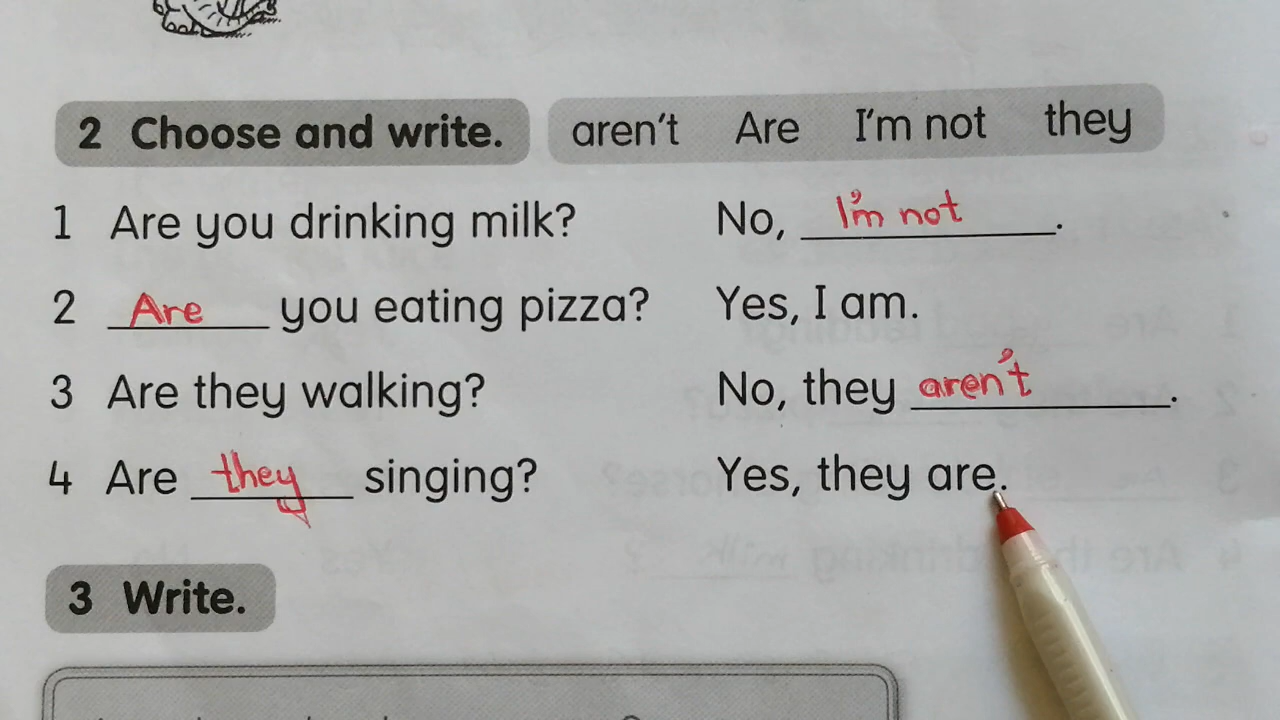 2 Choose and write. aren't Are I'm not they
1 Are you drinking milk? No, I'm not.
2 Are you eating pizza? Yes, I am.
3 Are they walking? No, they aren't.
4 Are they singing? Yes, they are.
3 Write.